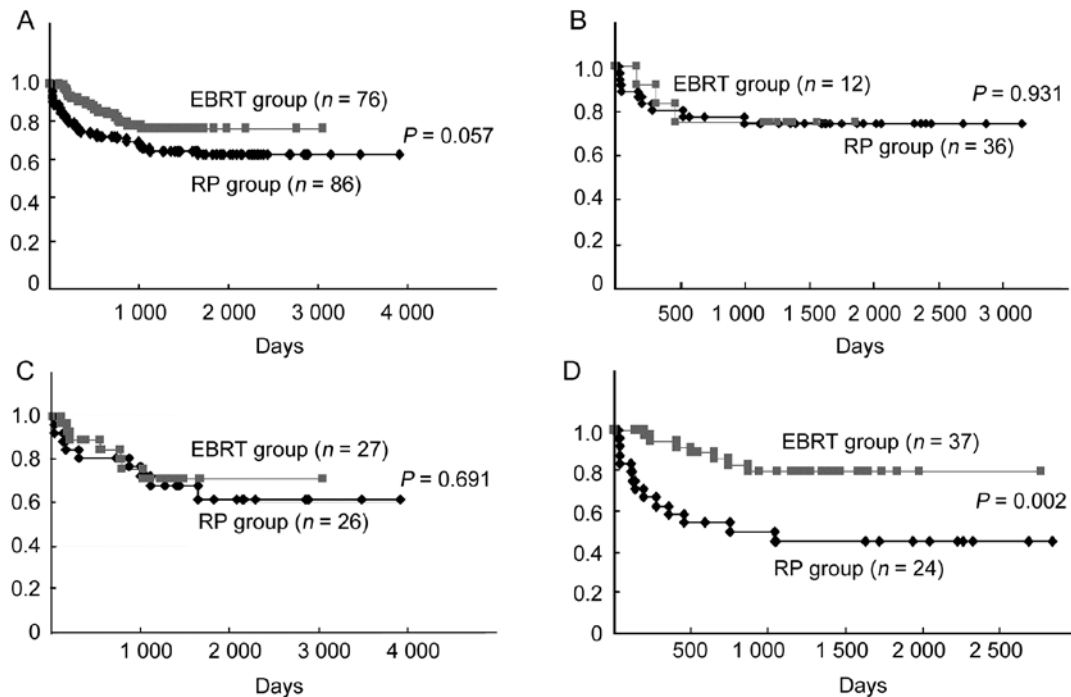 A
1.0
0.8
0.6
0.4
0.2
0
EBRT group (n = 76)
P = 0.057
RP group (n = 86)
1 000 2 000 3 000 4 000
Days
B
1.0
0.8
0.6
0.4
0.2
0
EBRT group (n = 12)
P = 0.931
RP group (n = 36)
500 1 000 1 500 2 000 2 500 3 000
Days
C
1.0
0.8
0.6
0.4
0.2
0
EBRT group (n = 27)
P = 0.691
RP group (n = 26)
1 000 2 000 3 000 4 000
Days
D
1.0
0.8
0.6
0.4
0.2
0
EBRT group (n = 37)
P = 0.002
RP group (n = 24)
500 1 000 1 500 2 000 2 500
Days